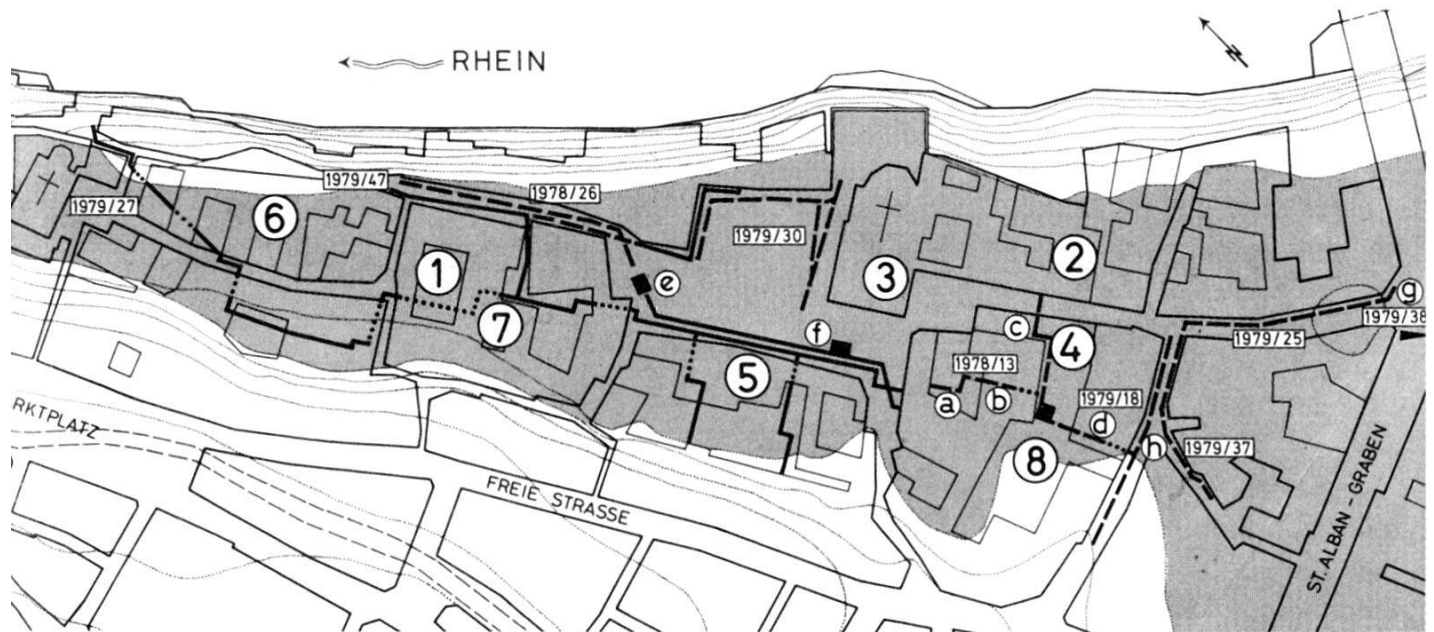 RHEIN
N
1979/47
1978/26
1979/27
6
1979/30
1
3
2
e
g
7
f
c
4
1979/25
1979/38
5
1978/13
a
b
1979/18
d
h
1979/37
8
RKTPLATZ
FREIE STRASSE
ST. ALBAN - GRABEN